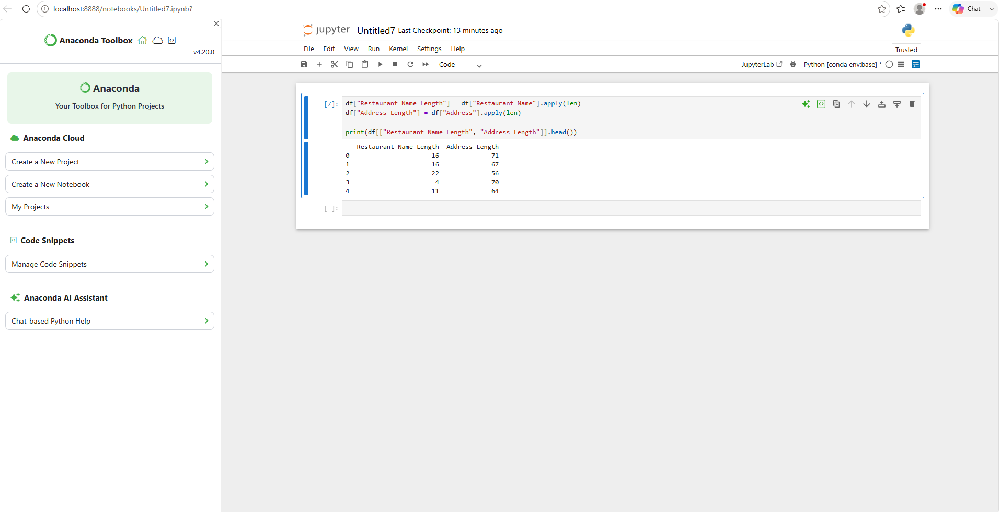 localhost:8888/notebooks/Untitled7.ipynb?
Chat
Anaconda Toolbox
v4.20.0
Anaconda
Your Toolbox for Python Projects
Anaconda Cloud
Create a New Project
Create a New Notebook
My Projects
Code Snippets
Manage Code Snippets
Anaconda AI Assistant
Chat-based Python Help
jupyter Untitled7 Last Checkpoint: 13 minutes ago
File Edit View Run Kernel Settings Help
Trusted
Code
JupyterLab Python [conda env:base] *
[7]: df["Restaurant Name Length"] = df["Restaurant Name"].apply(len)
df["Address Length"] = df["Address"].apply(len)
print(df[["Restaurant Name Length", "Address Length"]].head())
Restaurant Name Length Address Length
0 16 71
1 16 67
2 22 56
3 4 70
4 11 64
[ ]: